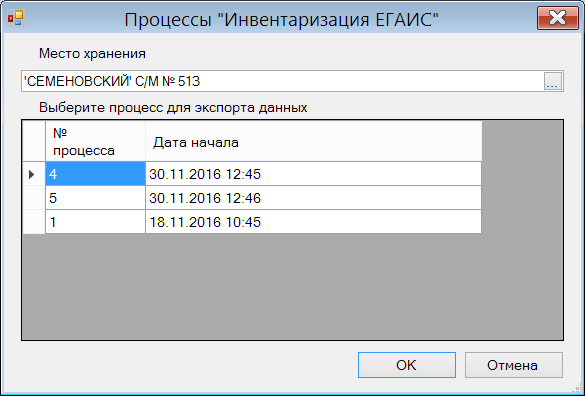 Процессы "Инвентаризация ЕГАИС"
Место хранения
'СЕМЕНОВСКИЙ' С/М № 513
...
Выберите процесс для экспорта данных
№ процесса Дата начала
4 30.11.2016 12:45
5 30.11.2016 12:46
1 18.11.2016 10:45
OK Отмена